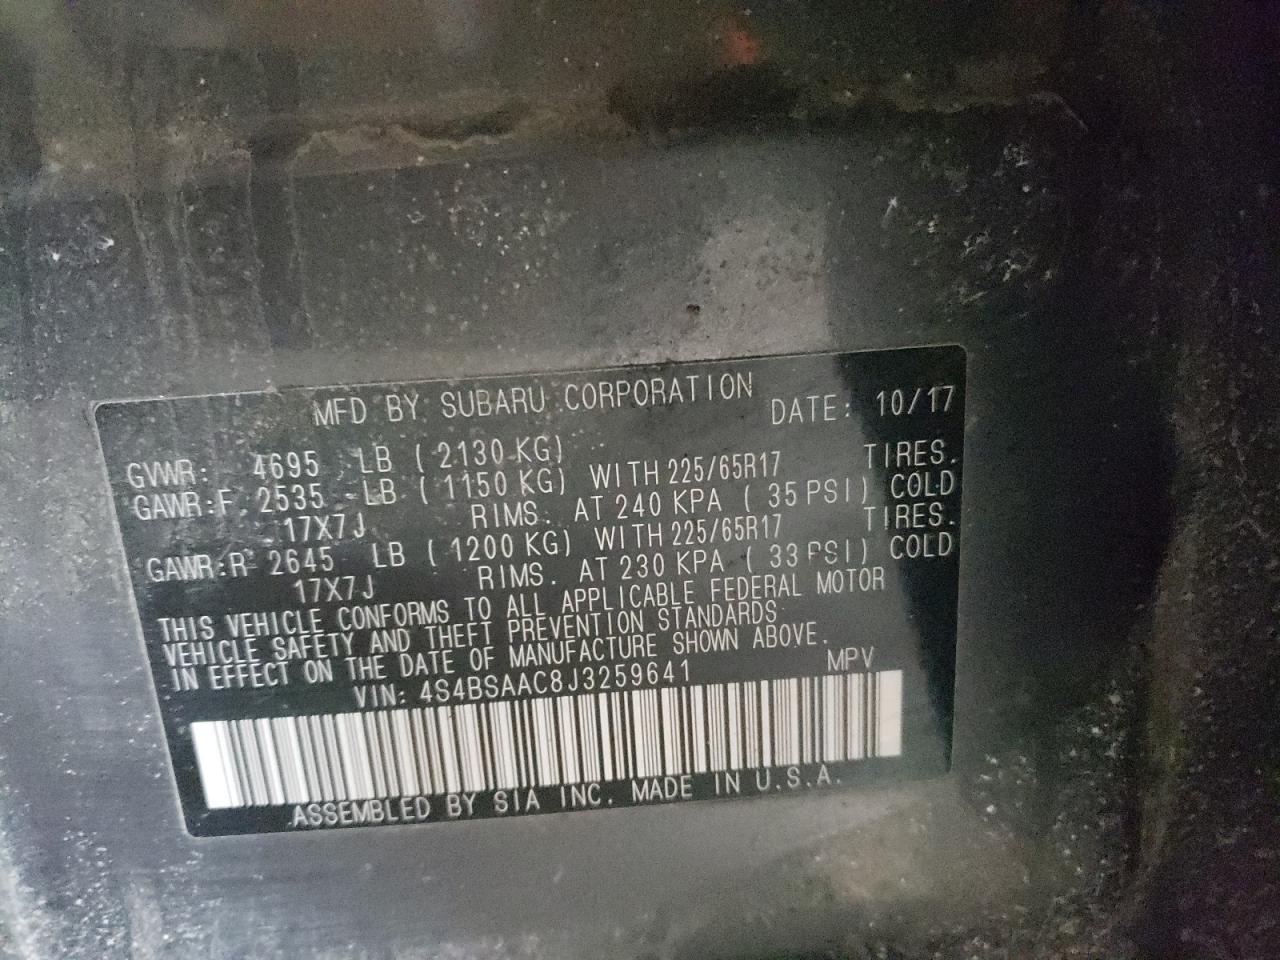 MFD BY SUBARU CORPORATION DATE: 10/17
GVWR: 4695 LB (2130 KG)
GAWR:F. 2535 LB (1150 KG) WITH 225/65R17 TIRES.
17X7J RIMS. AT 240 KPA (35 PSI) COLD
GAWR:R 2645 LB (1200 KG) WITH 225/65R17 TIRES.
17X7J RIMS. AT 230 KPA (33 PSI) COLD
THIS VEHICLE CONFORMS TO ALL APPLICABLE FEDERAL MOTOR
VEHICLE SAFETY AND THEFT PREVENTION STANDARDS
IN EFFECT ON THE DATE OF MANUFACTURE SHOWN ABOVE.
VIN: 4S4BSAAC8J3259641 MPV
ASSEMBLED BY SIA INC. MADE IN U.S.A.